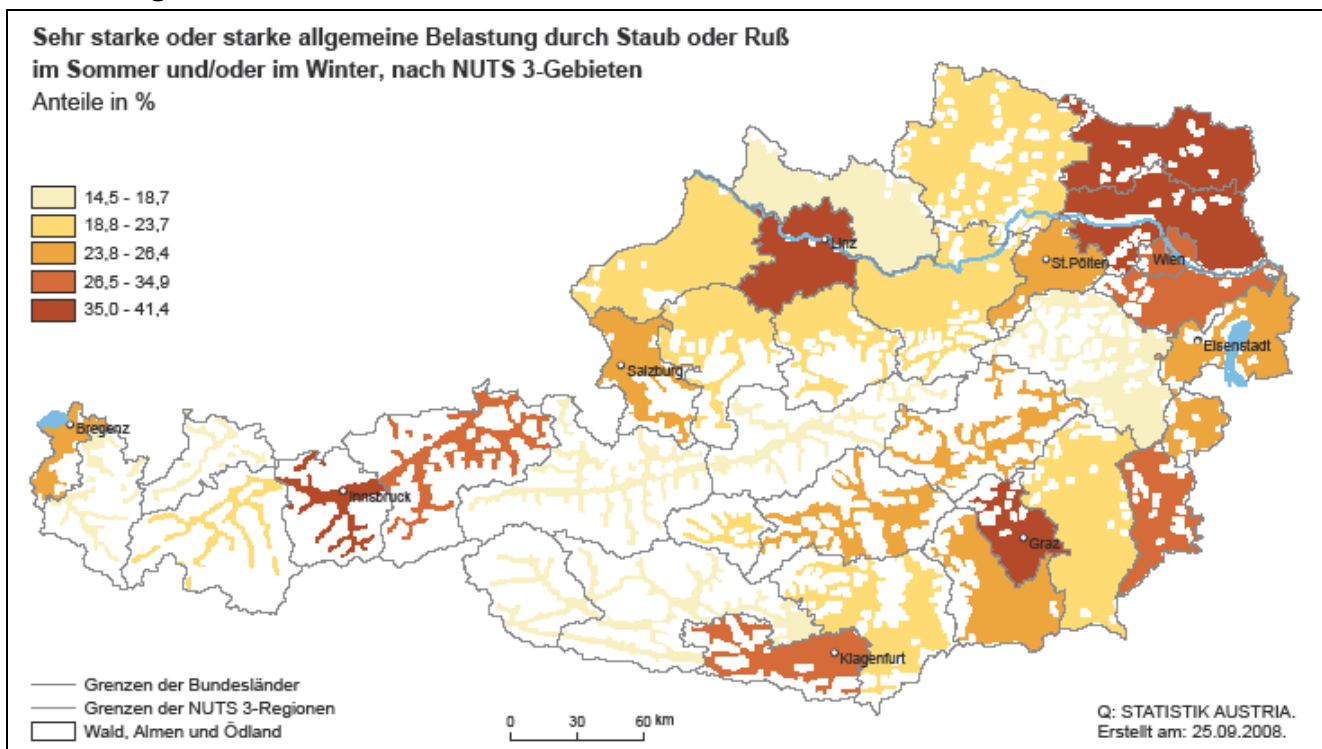 Sehr starke oder starke allgemeine Belastung durch Staub oder Ruß
im Sommer und/oder im Winter, nach NUTS 3-Gebieten
Anteile in %
14,5 - 18,7
18,8 - 23,7
23,8 - 26,4
26,5 - 34,9
35,0 - 41,4
Linz
St.Pölten
Wien
Eisenstadt
Salzburg
Bregenz
Innsbruck
Graz
Klagenfurt
Grenzen der Bundesländer
Grenzen der NUTS 3-Regionen
Wald, Almen und Ödland
0 30 60 km
Q: STATISTIK AUSTRIA.
Erstellt am: 25.09.2008.